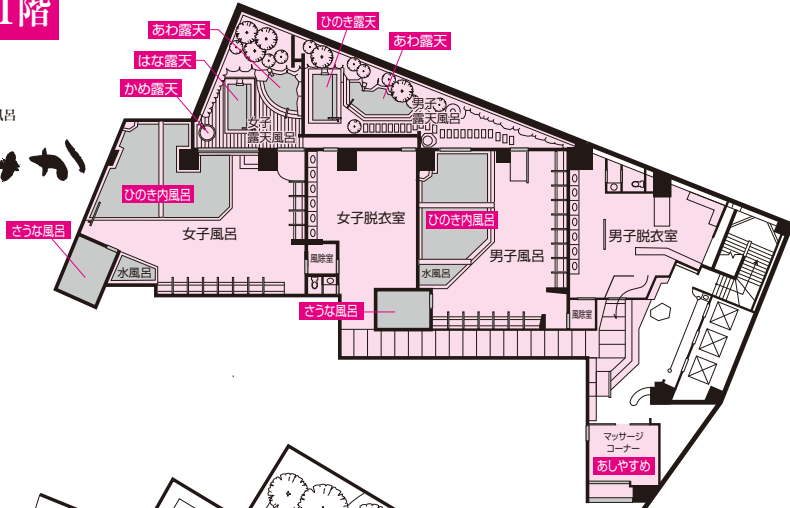 1階
あわ露天
ひのき露天
あわ露天
はな露天
かめ露天
女子
露天風呂
男子
露天風呂
風呂
ひのき内風呂
さうな風呂
女子風呂
水風呂
女子脱衣室
風除室
さうな風呂
ひのき内風呂
男子風呂
水風呂
男子脱衣室
風除室
マッサージ
コーナー
あしやすめ